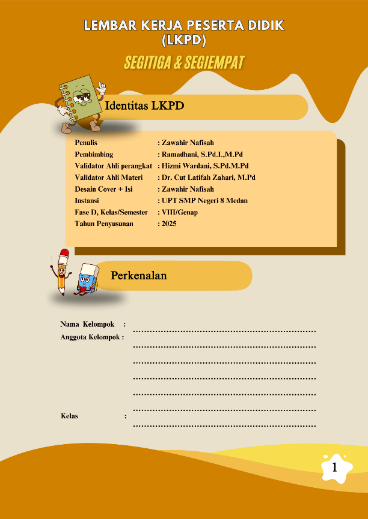 LEMBAR KERJA PESERTA DIDIK
(LKPD)
SEGITIGA & SEGIEMPAT
Identitas LKPD
Penulis : Zawahir Nafisah
Pembimbing : Ramadhani, S.Pd.I.,M.Pd
Validator Ahli perangkat : Hizmi Wardani, S.Pd.M.Pd
Validator Ahli Materi : Dr. Cut Latifah Zahari, M.Pd
Desain Cover + Isi : Zawahir Nafisah
Instansi : UPT SMP Negeri 8 Medan
Fase D, Kelas/Semester : VIII/Genap
Tahun Penyusunan : 2025
Perkenalan
Nama Kelompok :
Anggota Kelompok :
Kelas :
1